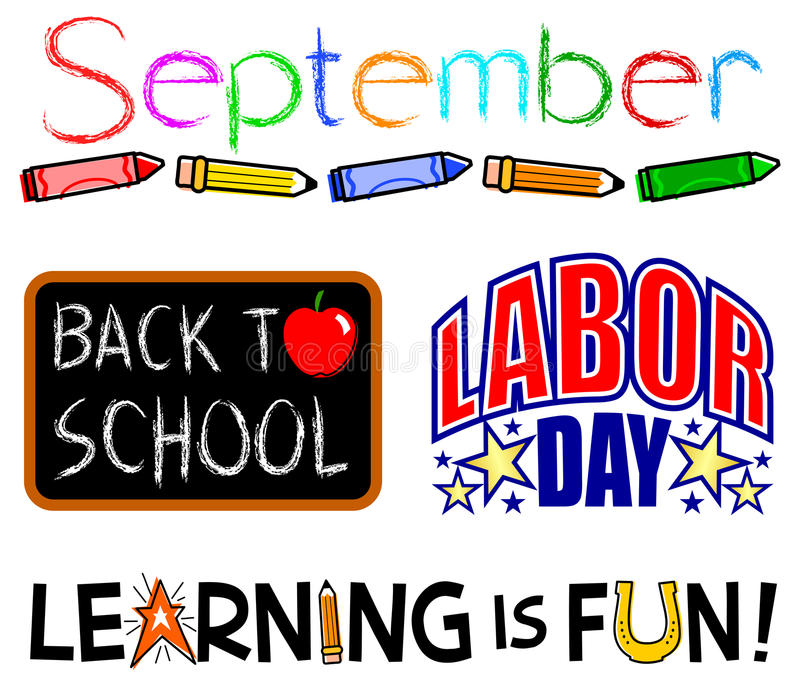 September
BACK TO
SCHOOL
LABOR
DAY
LEARNING IS FUN!